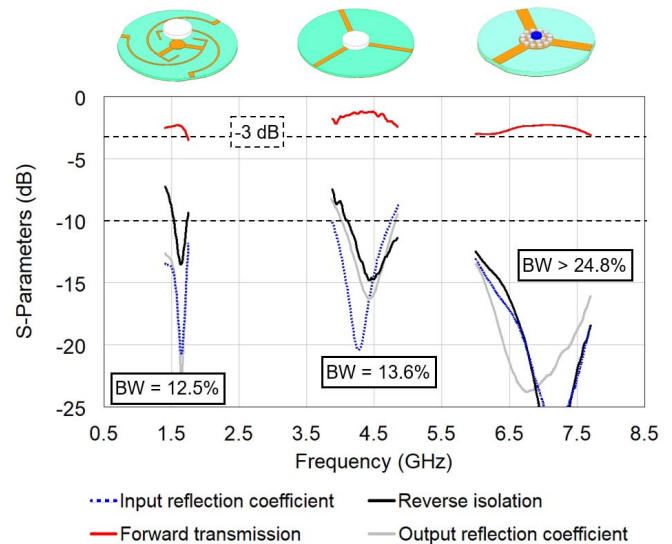 0
-5
-10
-15
-20
-25
S-Parameters (dB)
-3 dB
BW = 12.5%
BW = 13.6%
BW > 24.8%
0.5 1.5 2.5 3.5 4.5 5.5 6.5 7.5 8.5
Frequency (GHz)
Input reflection coefficient
Reverse isolation
Forward transmission
Output reflection coefficient